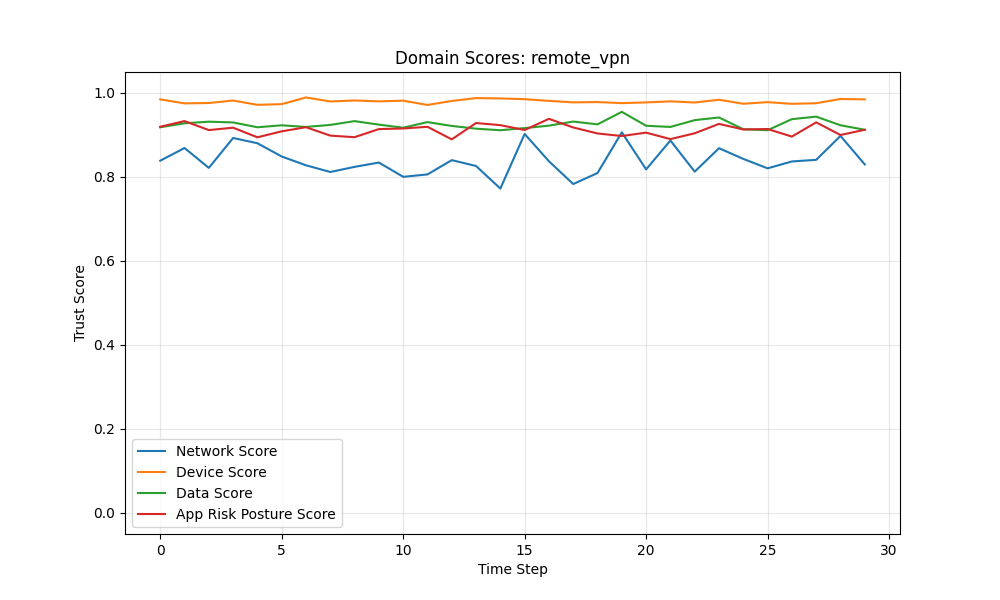 Domain Scores: remote_vpn
1.0
0.8
0.6
0.4
0.2
0.0
Trust Score
Network Score
Device Score
Data Score
App Risk Posture Score
0 5 10 15 20 25 30
Time Step